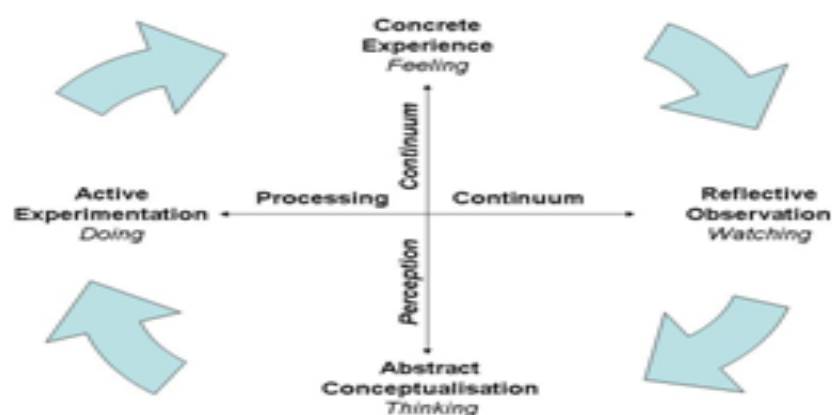 Concrete
Experience
Feeling
Continuum
Active
Experimentation
Doing
Processing
Continuum
Reflective
Observation
Watching
Perception
Abstract
Conceptualisation
Thinking